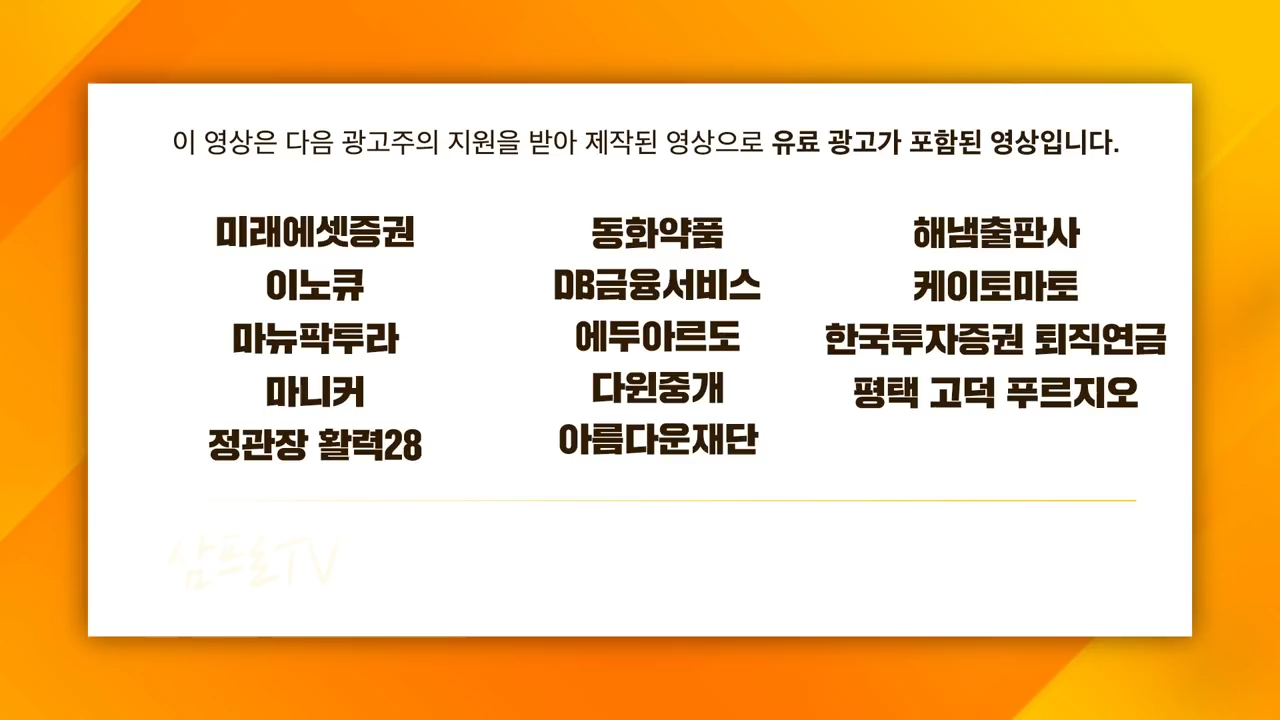 이 영상은 다음 광고주의 지원을 받아 제작된 영상으로 유료 광고가 포함된 영상입니다.
미래에셋증권
이노큐
마뉴팍투라
마니커
정관장 활력28
동화약품
DB금융서비스
에두아르도
다윈중개
아름다운재단
해냄출판사
케이토마토
한국투자증권 퇴직연금
평택 고덕 푸르지오
삼프로TV